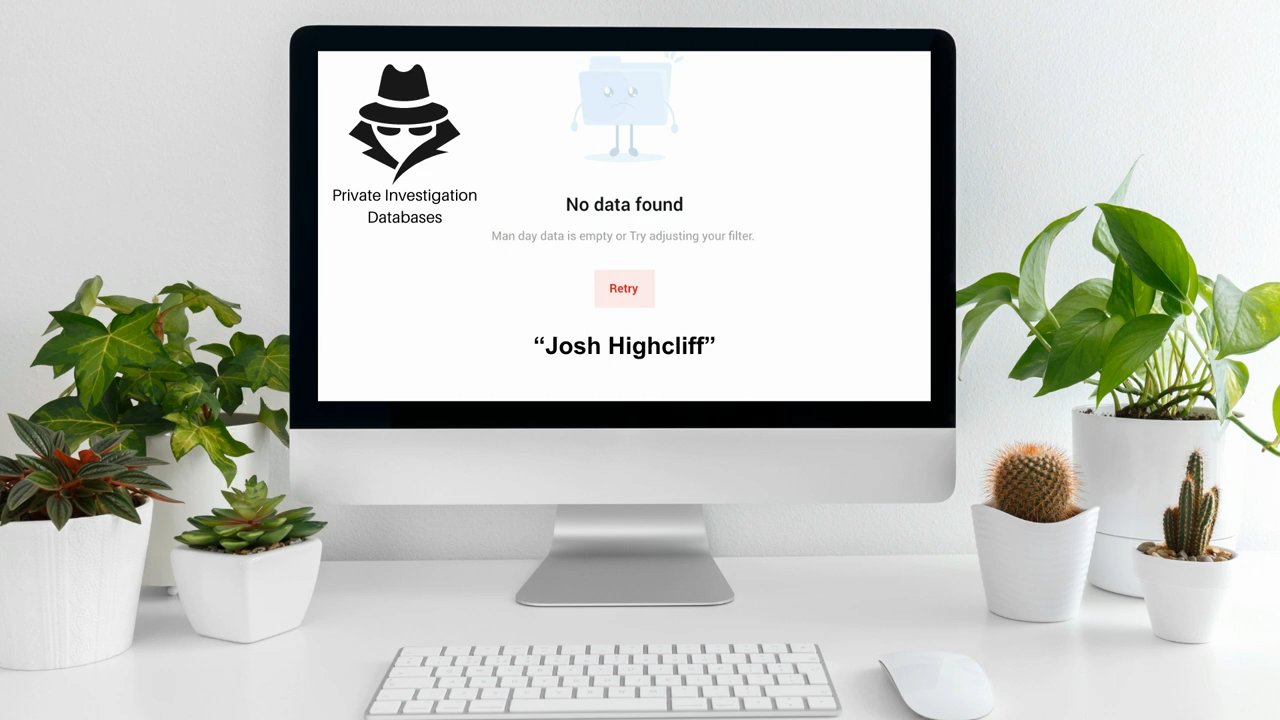 Private Investigation
Databases
No data found
Man day data is empty or Try adjusting your filter.
Retry
“Josh Highcliff”